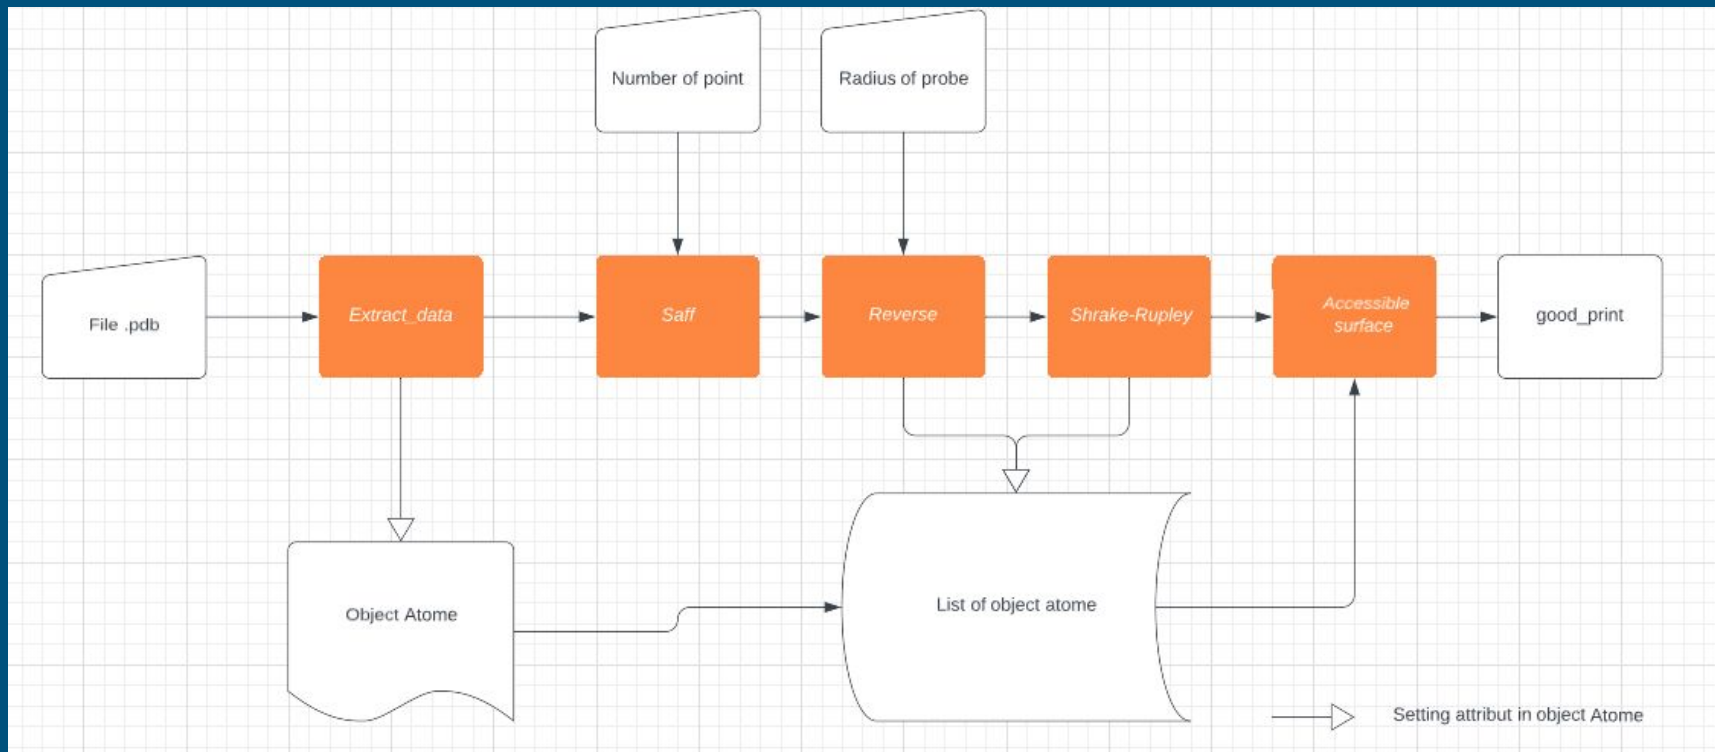 Number of point
Radius of probe
File .pdb
Extract_data
Saff
Reverse
Shrake-Rupley
Accessible
surface
good_print
Object Atome
List of object atome
Setting attribut in object Atome